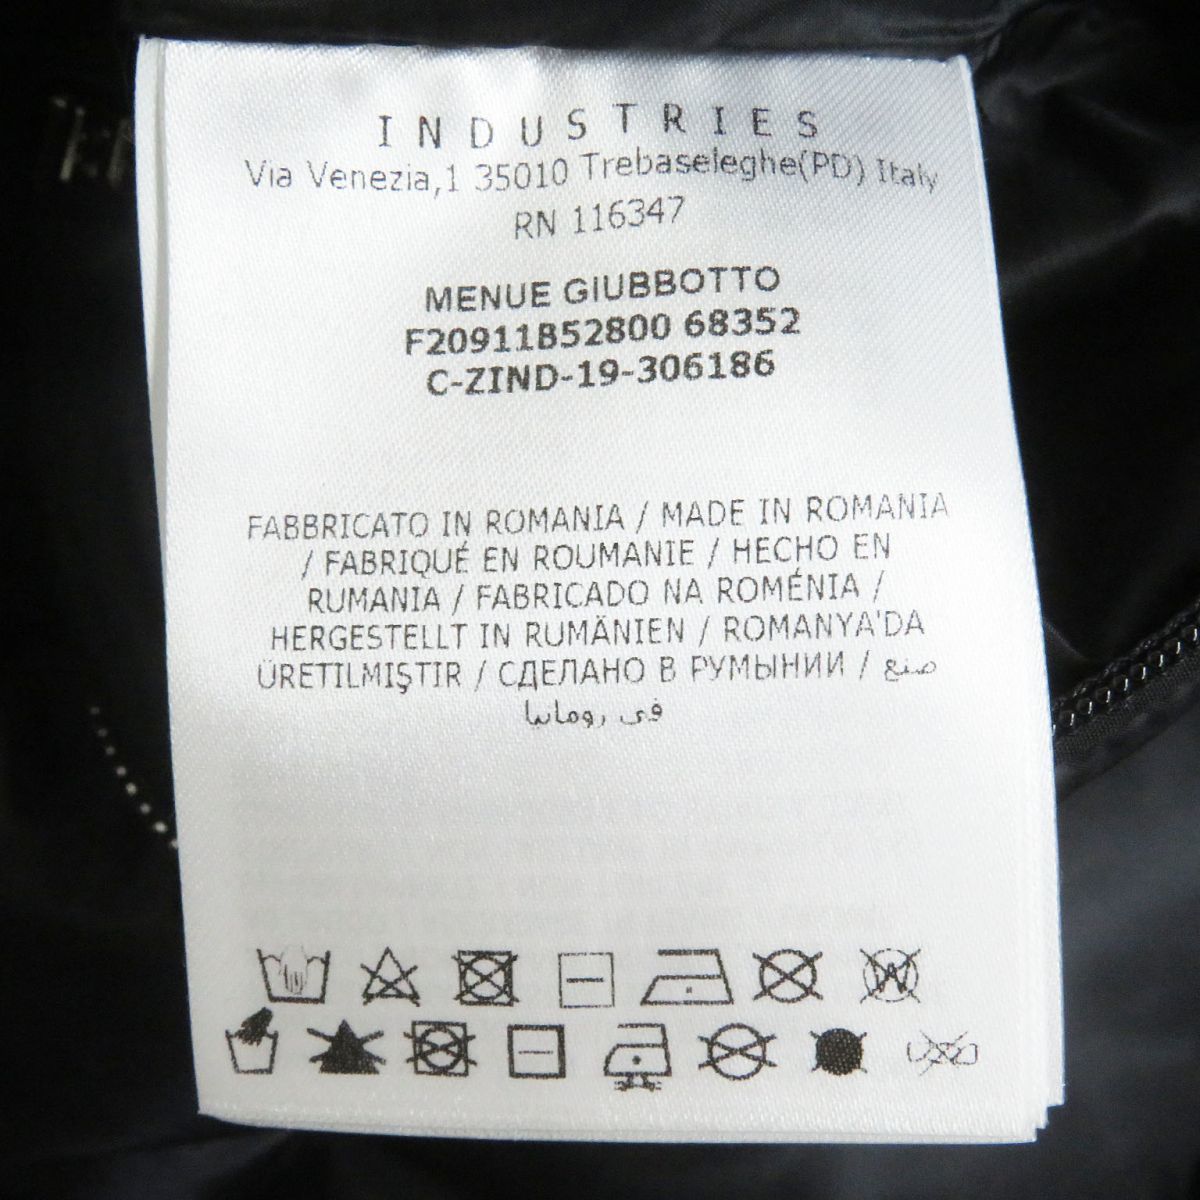 INDUSTRIES
Via Venezia,1 35010 Trebaseleghe(PD) Italy
RN 116347
MENUE GIUBBOTTO
F20911B52800 68352
C-ZIND-19-306186
FABBRICATO IN ROMANIA / MADE IN ROMANIA
/ FABRIQUÉ EN ROUMANIE / HECHO EN
RUMANIA / FABRICADO NA ROMÉNIA /
HERGESTELLT IN RUMÄNIEN / ROMANYA'DA
ÜRETILMIŞTIR / СДЕЛАНО В РУМЫНИИ / صنع
في رومانيا
W